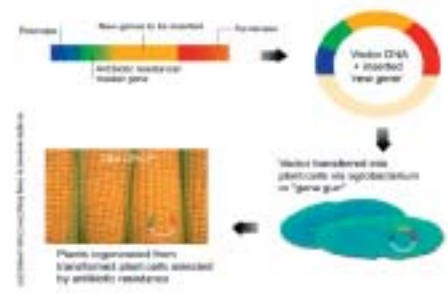 Promoter
New genes to be inserted
Terminator
Antibiotic resistance/
marker gene
Vector DNA
+ inserted
'new gene'
Vector transferred into
plant cells via agrobacterium
or "gene gun"
Plants regenerated from
transformed plant cells selected
by antibiotic resistance